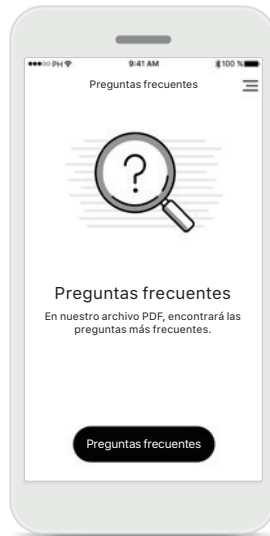 ●●●○○ PH 9:41 AM 100 %
Preguntas frecuentes
?
Preguntas frecuentes
En nuestro archivo PDF, encontrará las
preguntas más frecuentes.
Preguntas frecuentes